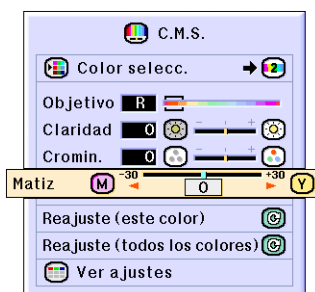 C.M.S.
Color selecc. 2
Objetivo R
Claridad 0 - +
Cromin. 0 - +
Matiz M -30 0 +30 Y
Reajuste (este color)
Reajuste (todos los colores)
Ver ajustes